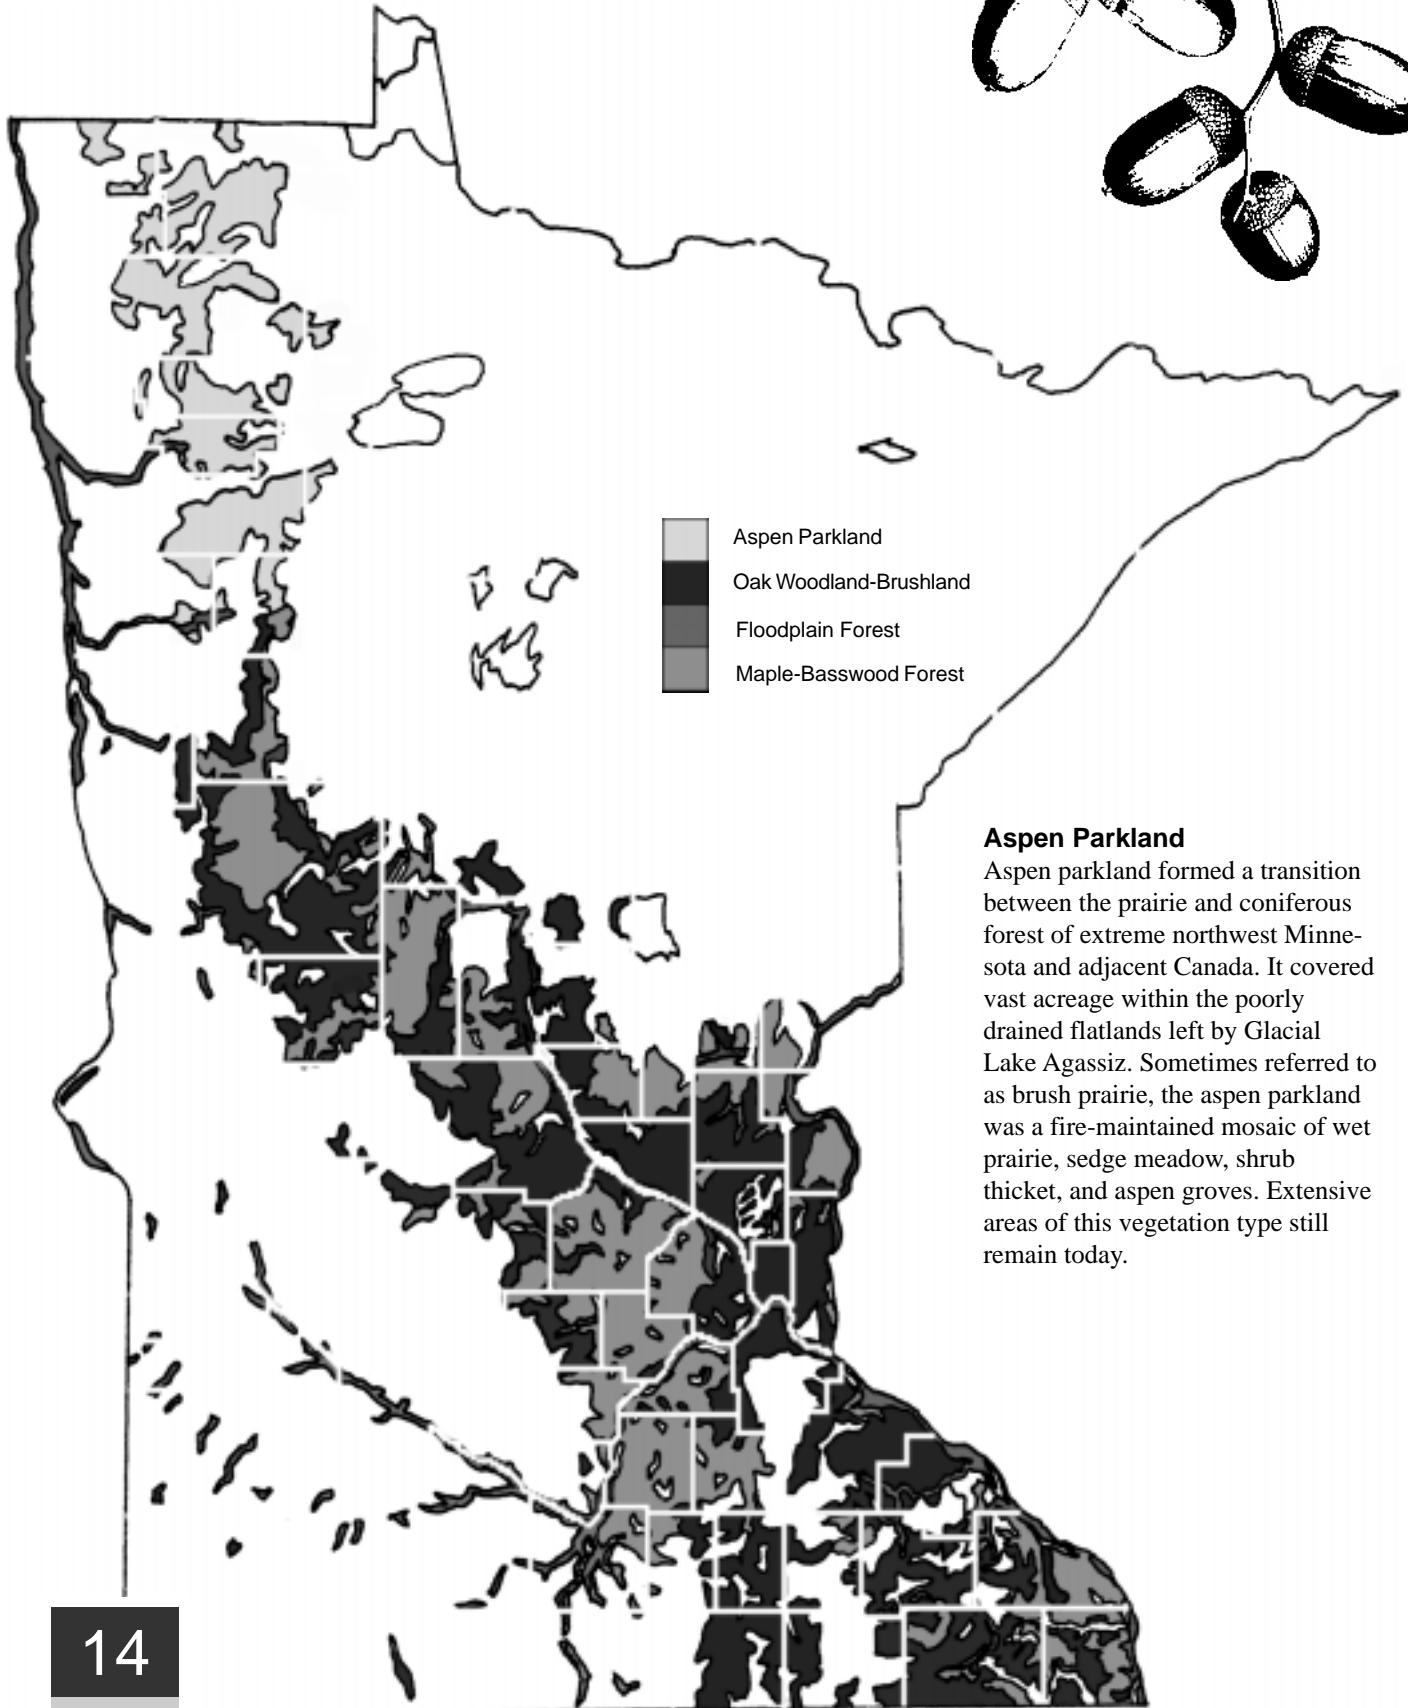 Aspen Parkland
Oak Woodland-Brushland
Floodplain Forest
Maple-Basswood Forest
Aspen Parkland
Aspen parkland formed a transition
between the prairie and coniferous
forest of extreme northwest Minne-
sota and adjacent Canada. It covered
vast acreage within the poorly
drained flatlands left by Glacial
Lake Agassiz. Sometimes referred to
as brush prairie, the aspen parkland
was a fire-maintained mosaic of wet
prairie, sedge meadow, shrub
thicket, and aspen groves. Extensive
areas of this vegetation type still
remain today.
14